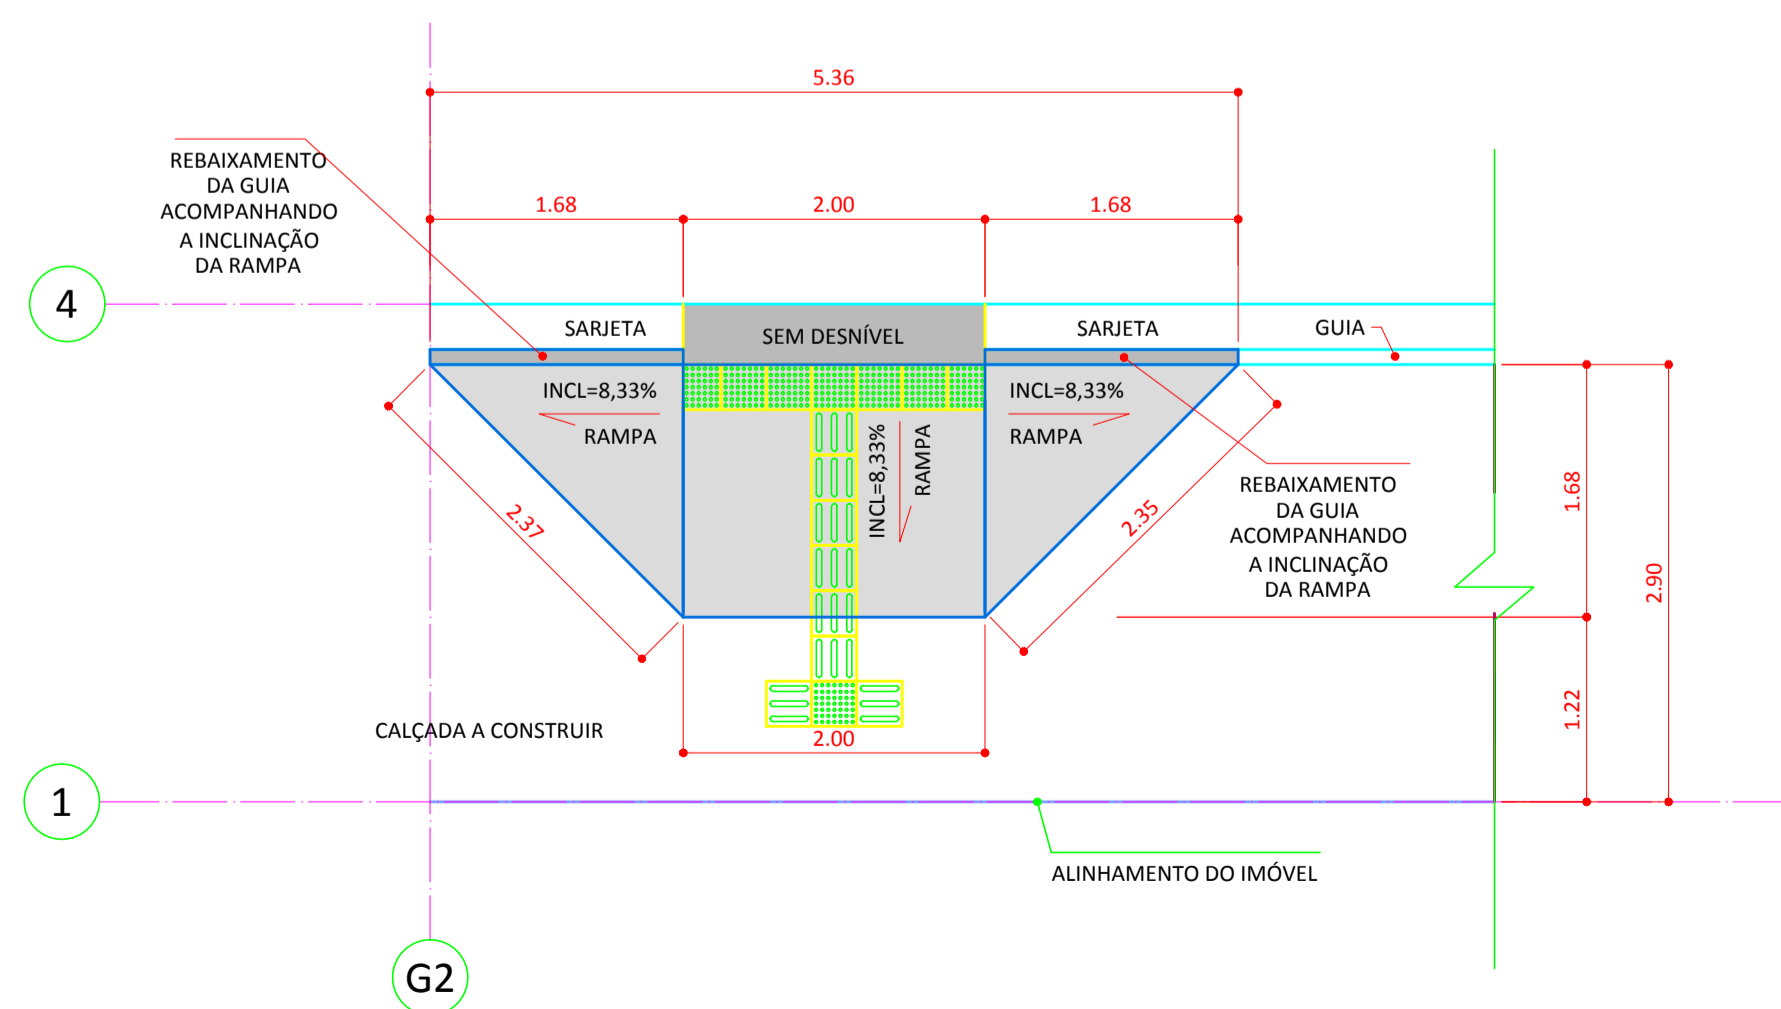 5.36
REBAIXAMENTO
DA GUIA
ACOMPANHANDO
A INCLINAÇÃO
DA RAMPA
1.68
2.00
1.68
4
SARJETA
SEM DESNÍVEL
SARJETA
GUIA
INCL=8,33%
RAMPA
INCL=8,33%
RAMPA
INCL=8,33%
RAMPA
2.37
2.35
REBAIXAMENTO
DA GUIA
ACOMPANHANDO
A INCLINAÇÃO
DA RAMPA
1.68
2.90
1.22
CALÇADA A CONSTRUIR
2.00
1
ALINHAMENTO DO IMÓVEL
G2